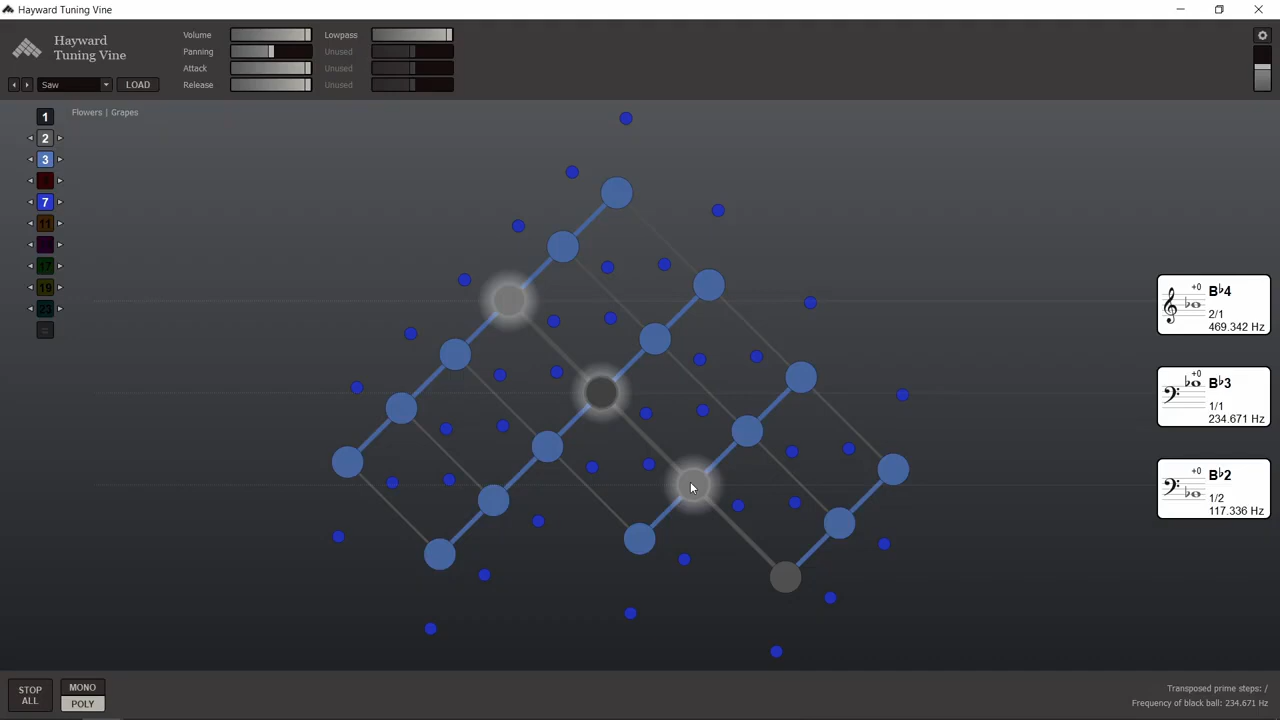 Hayward Tuning Vine
Hayward
Tuning Vine
Volume
Panning
Attack
Release
Lowpass
Unused
Unused
Unused
Saw
LOAD
Flowers | Grapes
1
2
3
7
11
17
19
23
=
+0
B♭4
2/1
469.342 Hz
+0
B♭3
1/1
234.671 Hz
+0
B♭2
1/2
117.336 Hz
STOP
ALL
MONO
POLY
Transposed prime steps: /
Frequency of black ball: 234.671 Hz